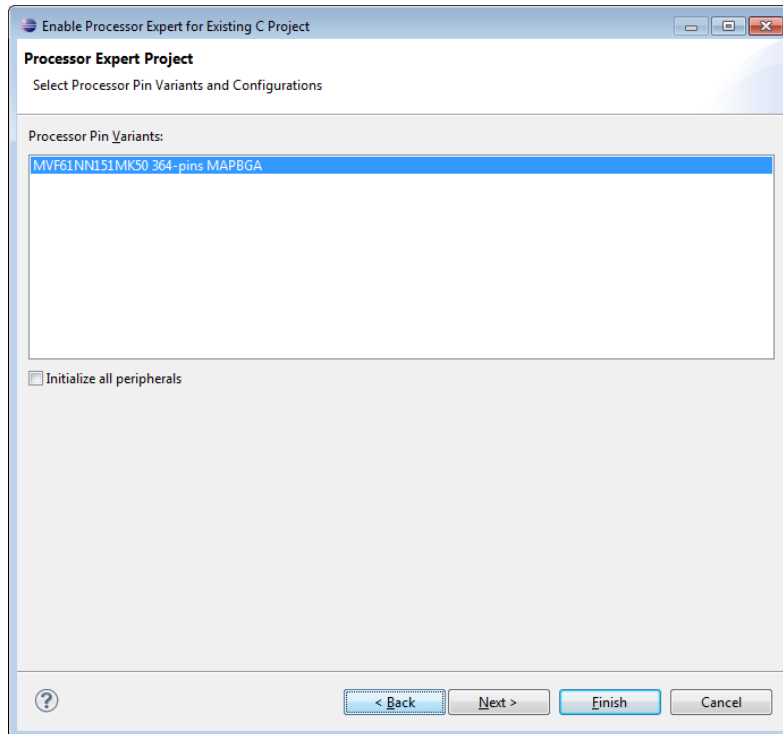 Enable Processor Expert for Existing C Project
Processor Expert Project
Select Processor Pin Variants and Configurations
Processor Pin Variants:
MVF61NN151MK50 364-pins MAPBGA
Initialize all peripherals
?
< Back
Next >
Finish
Cancel